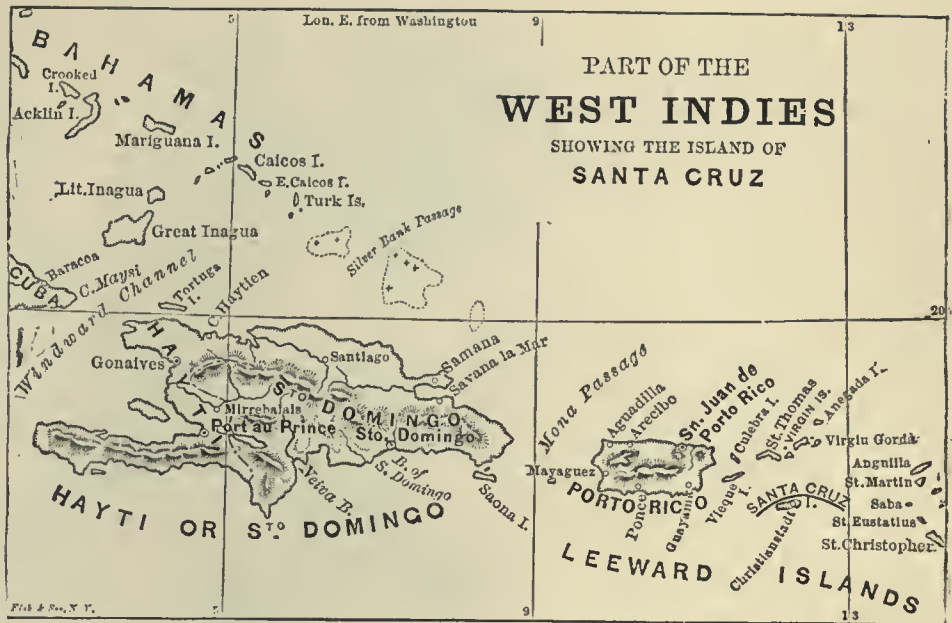 5
Lon. E. from Washington
9
13
PART OF THE
WEST INDIES
SHOWING THE ISLAND OF
SANTA CRUZ
BAHAMAS
Crooked
I.
Acklin I.
Mariguana I.
Caicos I.
E. Caicos I.
Turk Is.
Lit. Inagua
Great Inagua
Silver Bank Passage
CUBA
Baracoa
C. Maysi
Windward Channel
Tortuga
I.
C. Haytien
20
HAYTI
Gonaives
Santiago
Samana
Savana la Mar
Mirrebalais
Port au Prince
STO DOMINGO
Sto. Domingo
Neiva B.
B. of
S. Domingo
Saona I.
HAYTI OR STO DOMINGO
Mona Passage
Aguadilla
Arecibo
Sn. Juan de
Porto Rico
Mayaguez
PORTO RICO
Ponce
Guayamo
Culebra I.
Vieque
I.
St. Thomas
VIRGIN IS.
Anegada I.
Virgin Gorda
SANTA CRUZ
I.
Christianstadt
Anguilla
St. Martin
Saba
St. Eustatius
St. Christopher
LEEWARD ISLANDS
Fisk & See, N.Y.
5
9
13